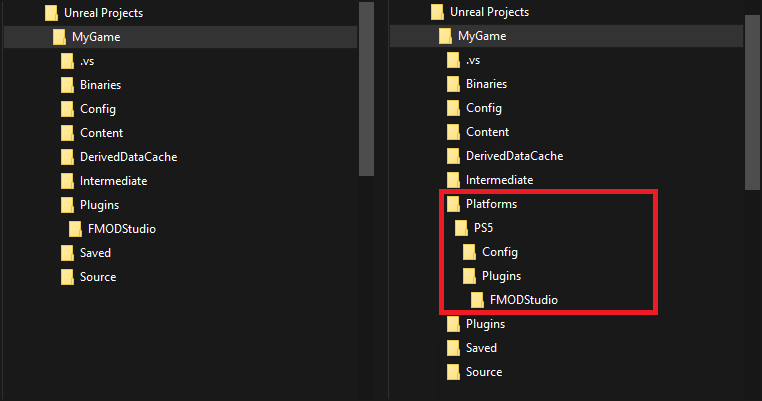 Unreal Projects
MyGame
.vs
Binaries
Config
Content
DerivedDataCache
Intermediate
Plugins
FMODStudio
Saved
Source
Unreal Projects
MyGame
.vs
Binaries
Config
Content
DerivedDataCache
Intermediate
Platforms
PS5
Config
Plugins
FMODStudio
Plugins
Saved
Source